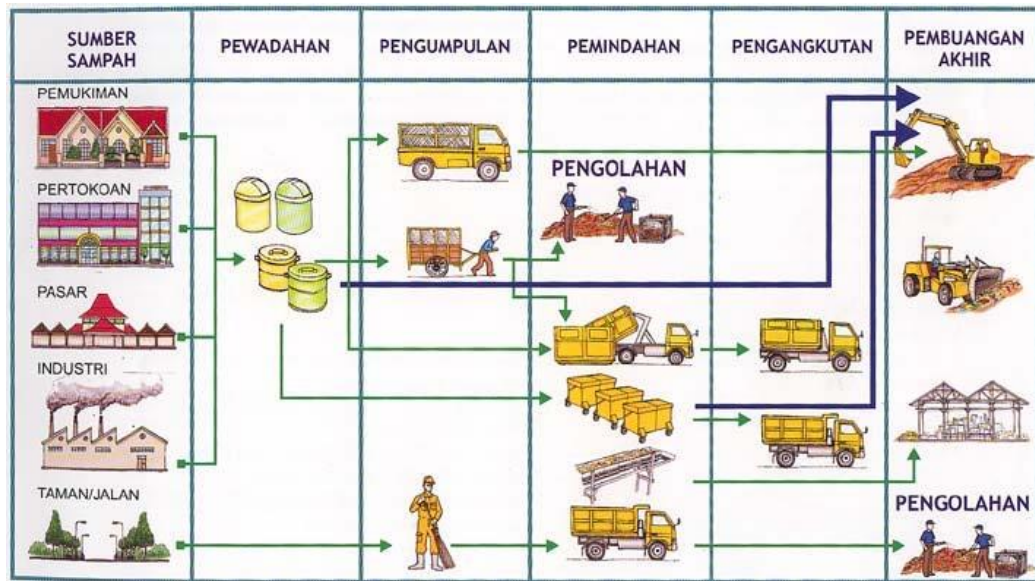 SUMBER
SAMPAH
PEWADAHAN
PENGUMPULAN
PEMINDAHAN
PENGANGKUTAN
PEMBUANGAN
AKHIR
PEMUKIMAN
PERTOKOAN
PASAR
INDUSTRI
TAMAN/JALAN
PENGOLAHAN
PENGOLAHAN